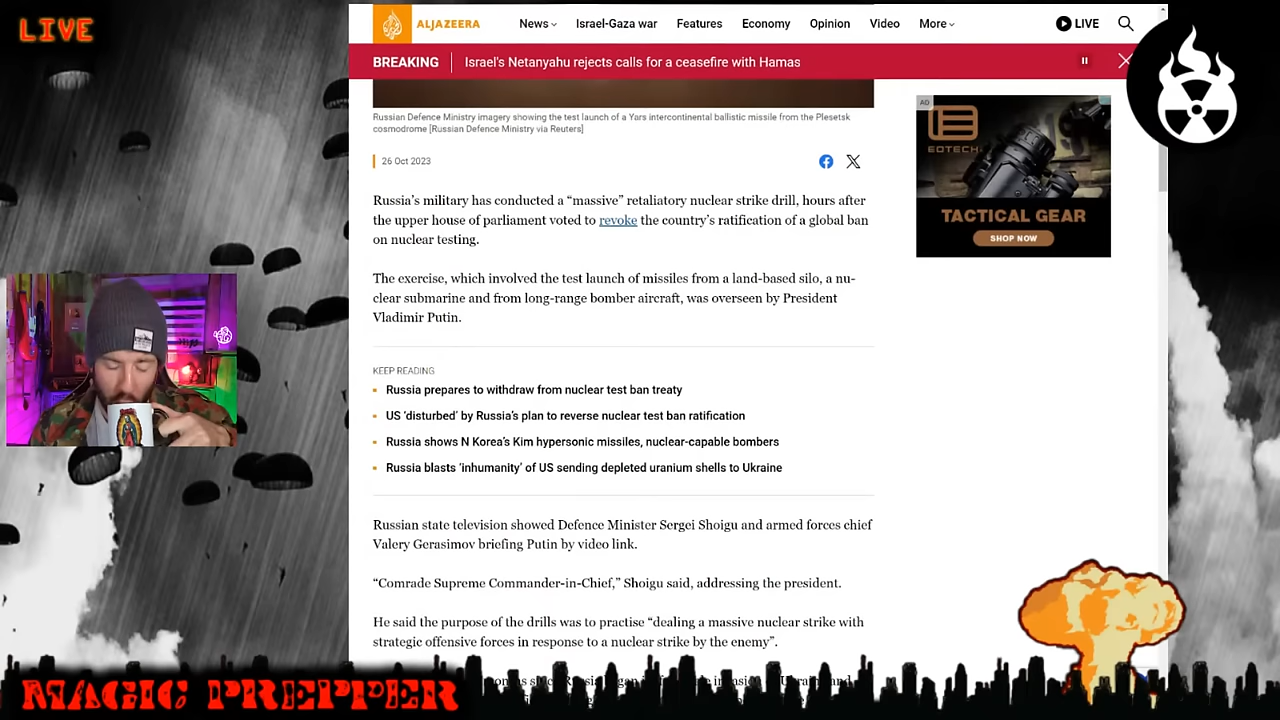 LIVE
ALJAZEERA
News
Israel-Gaza war
Features
Economy
Opinion
Video
More
LIVE
BREAKING
Israel's Netanyahu rejects calls for a ceasefire with Hamas
Russian Defence Ministry imagery showing the test launch of a Yars intercontinental ballistic missile from the Plesetsk
cosmodrome [Russian Defence Ministry via Reuters]
26 Oct 2023
AD
EOTECH
TACTICAL GEAR
SHOP NOW
Russia’s military has conducted a “massive” retaliatory nuclear strike drill, hours after
the upper house of parliament voted to revoke the country’s ratification of a global ban
on nuclear testing.
The exercise, which involved the test launch of missiles from a land-based silo, a nu-
clear submarine and from long-range bomber aircraft, was overseen by President
Vladimir Putin.
KEEP READING
Russia prepares to withdraw from nuclear test ban treaty
US ‘disturbed’ by Russia’s plan to reverse nuclear test ban ratification
Russia shows N Korea’s Kim hypersonic missiles, nuclear-capable bombers
Russia blasts ‘inhumanity’ of US sending depleted uranium shells to Ukraine
Russian state television showed Defence Minister Sergei Shoigu and armed forces chief
Valery Gerasimov briefing Putin by video link.
“Comrade Supreme Commander-in-Chief,” Shoigu said, addressing the president.
He said the purpose of the drills was to practise “dealing a massive nuclear strike with
strategic offensive forces in response to a nuclear strike by the enemy”.
MAGIC PREPPER